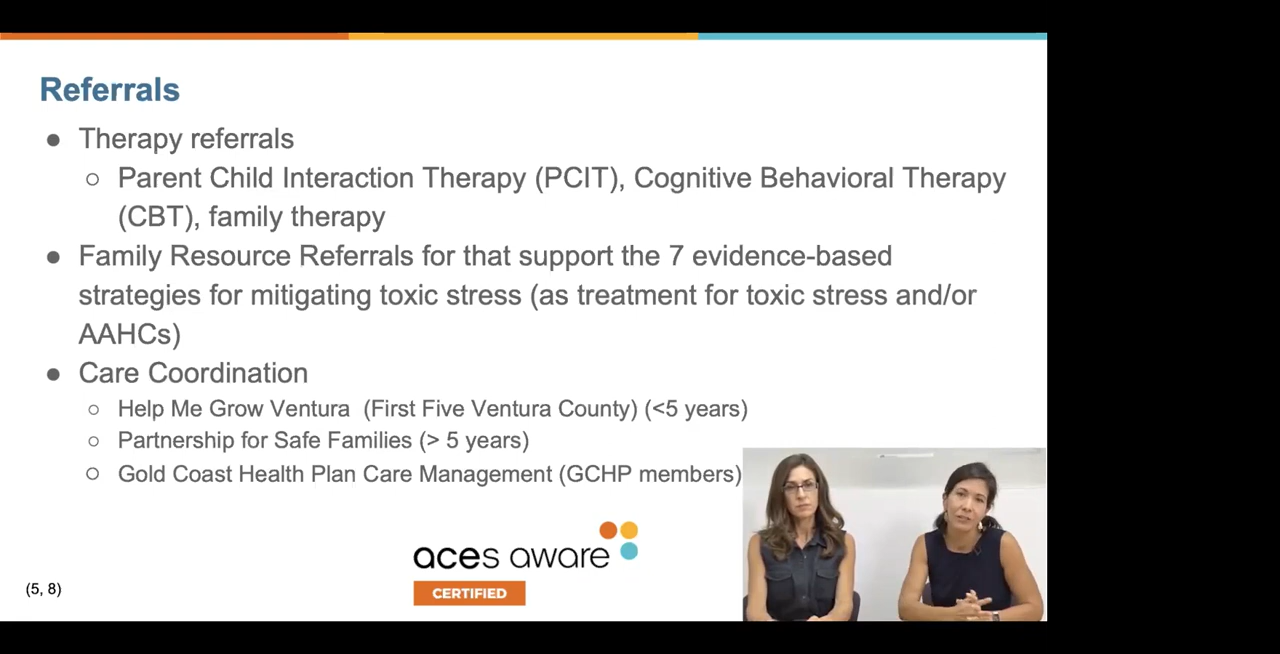 Referrals
● Therapy referrals
○ Parent Child Interaction Therapy (PCIT), Cognitive Behavioral Therapy
(CBT), family therapy
● Family Resource Referrals for that support the 7 evidence-based
strategies for mitigating toxic stress (as treatment for toxic stress and/or
AAHCs)
● Care Coordination
○ Help Me Grow Ventura (First Five Ventura County) (<5 years)
○ Partnership for Safe Families (> 5 years)
○ Gold Coast Health Plan Care Management (GCHP members)
aces aware
CERTIFIED
(5, 8)